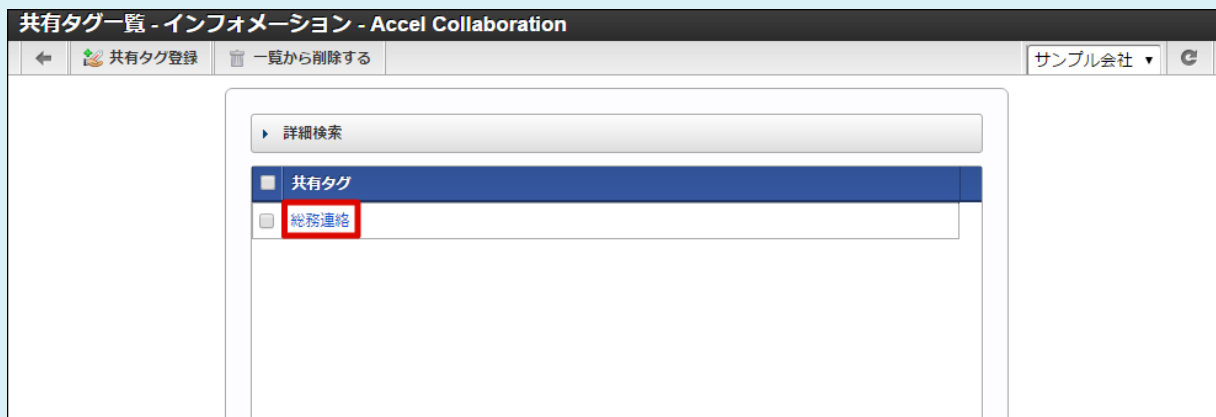 共有タグ一覧 - インフォメーション - Accel Collaboration
共有タグ登録 一覧から削除する サンプル会社
詳細検索
共有タグ
総務連絡